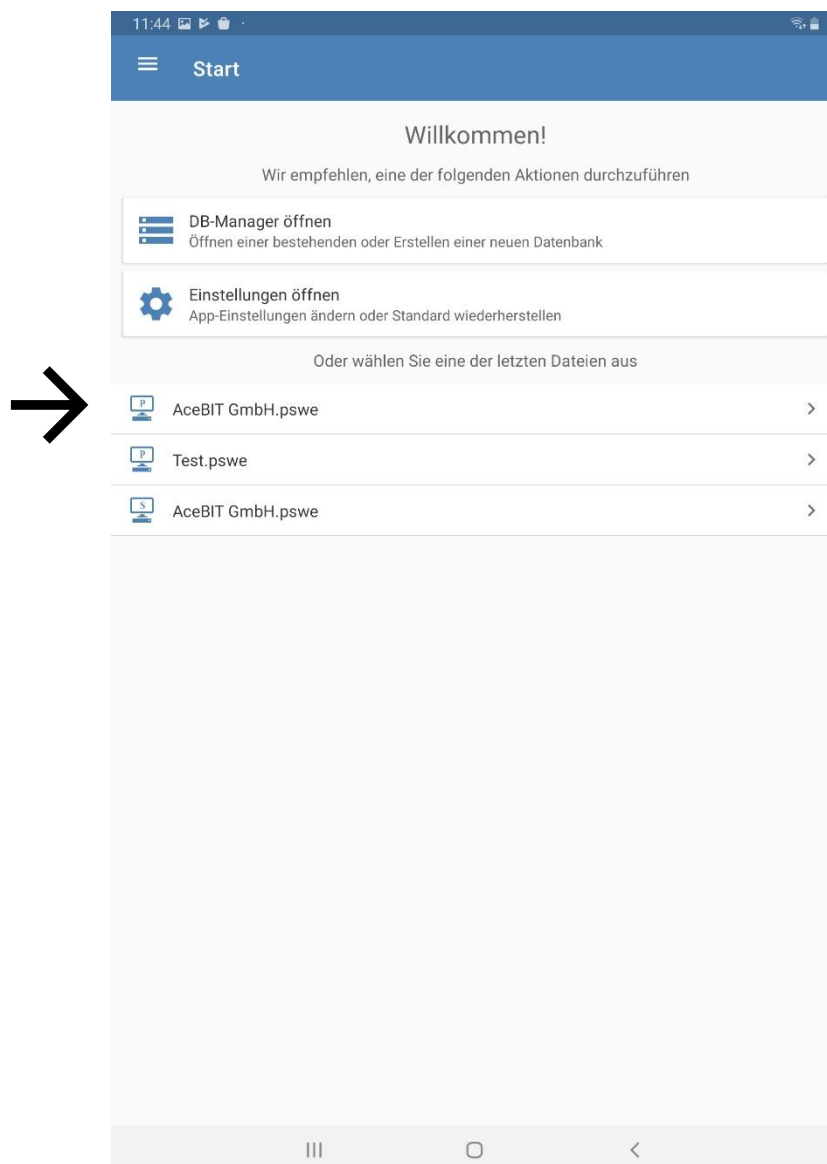 11:44
Start
Willkommen!
Wir empfehlen, eine der folgenden Aktionen durchzuführen
DB-Manager öffnen
Öffnen einer bestehenden oder Erstellen einer neuen Datenbank
Einstellungen öffnen
App-Einstellungen ändern oder Standard wiederherstellen
Oder wählen Sie eine der letzten Dateien aus
P AceBIT GmbH.pswe
P Test.pswe
S AceBIT GmbH.pswe